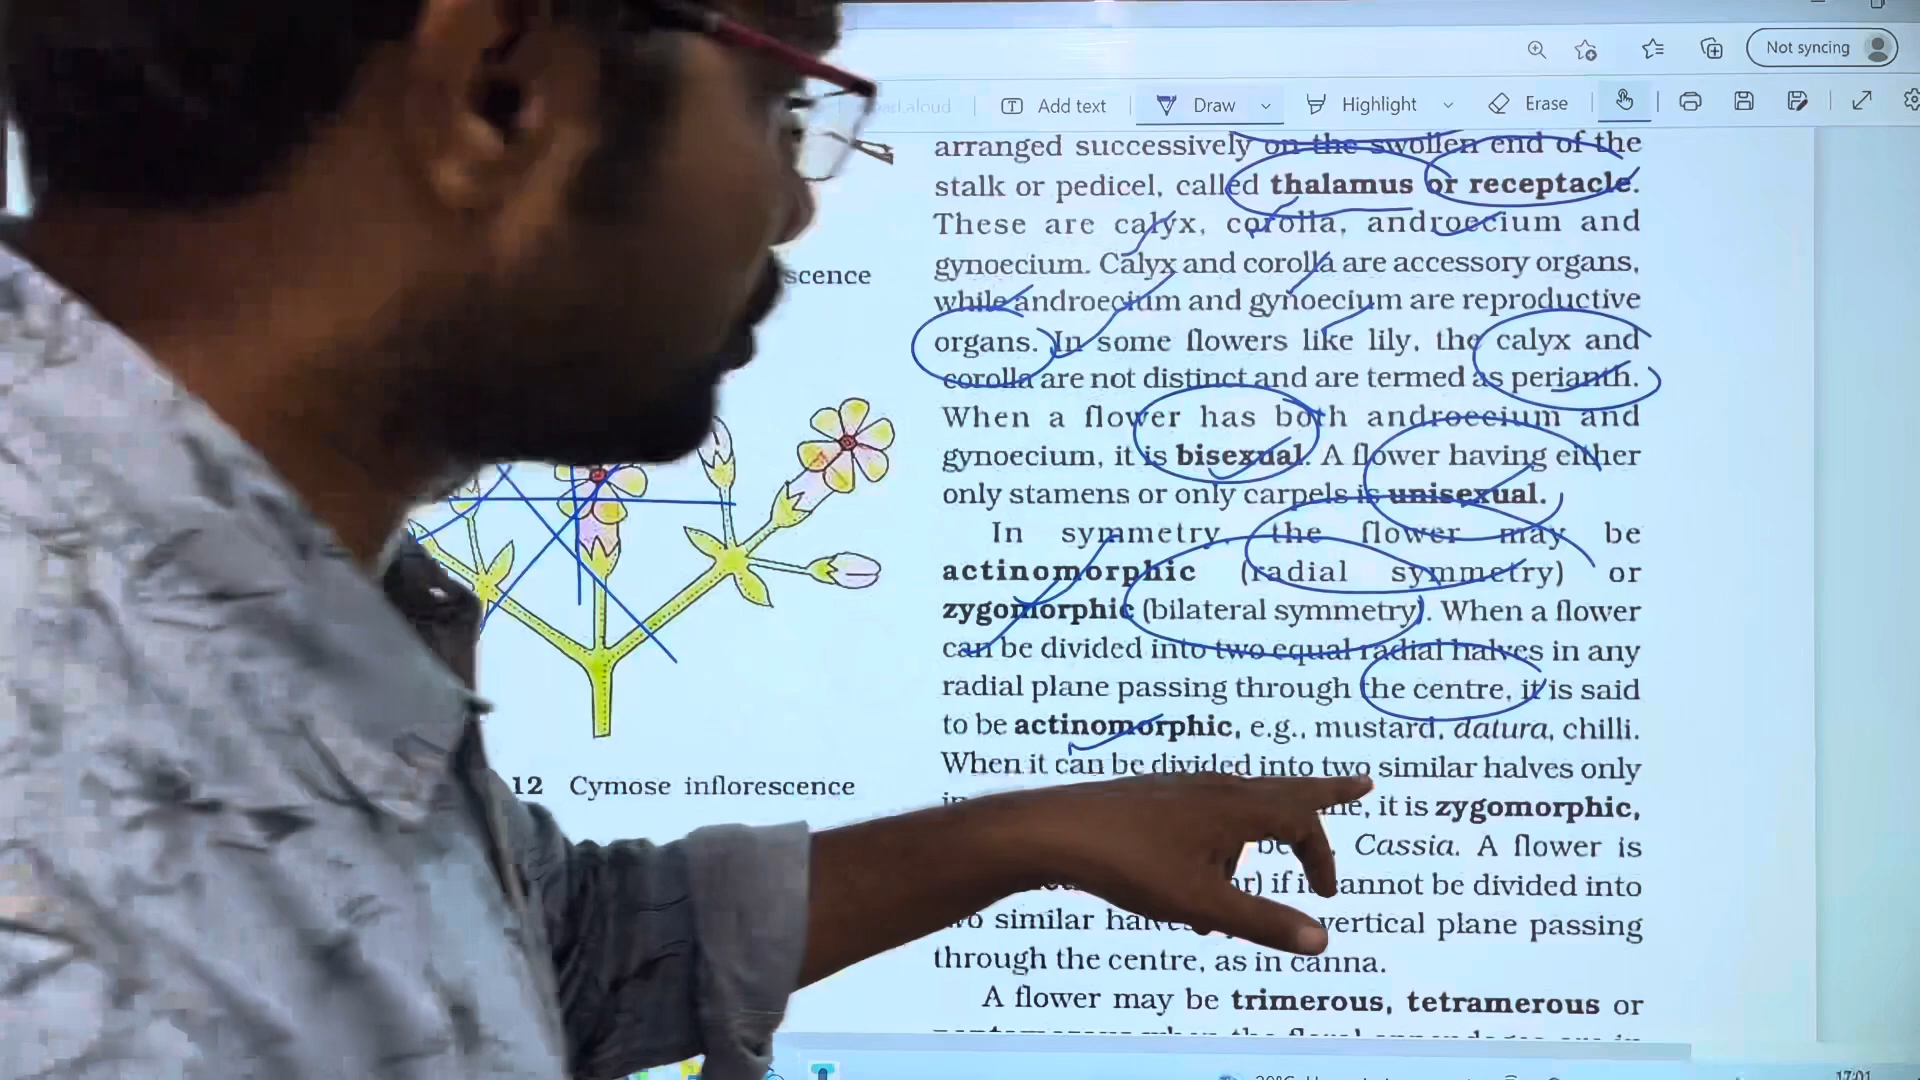 Not syncing
Read aloud
Add text
Draw
Highlight
Erase
arranged successively on the swollen end of the
stalk or pedicel, called thalamus or receptacle.
These are calyx, corolla, androecium and
gynoecium. Calyx and corolla are accessory organs,
while androecium and gynoecium are reproductive
organs. In some flowers like lily, the calyx and
corolla are not distinct and are termed as perianth.
When a flower has both androecium and
gynoecium, it is bisexual. A flower having either
only stamens or only carpels is unisexual.
In symmetry, the flower may be
actinomorphic (radial symmetry) or
zygomorphic (bilateral symmetry). When a flower
can be divided into two equal radial halves in any
radial plane passing through the centre, it is said
to be actinomorphic, e.g., mustard, datura, chilli.
When it can be divided into two similar halves only
it is zygomorphic,
Cassia. A flower is
if it cannot be divided into
two similar halves vertical plane passing
through the centre, as in canna.
A flower may be trimerous, tetramerous or
scence
12 Cymose inflorescence
17:01